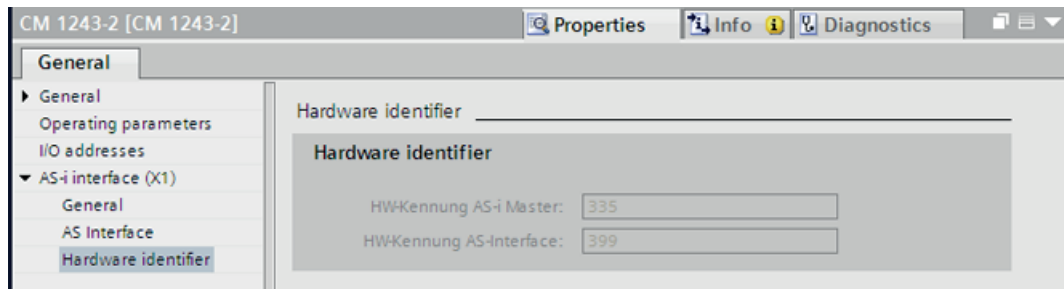 CM 1243-2 [CM 1243-2]
Properties
Info
Diagnostics
General
General
Operating parameters
I/O addresses
AS-i interface (X1)
General
AS Interface
Hardware identifier
Hardware identifier
Hardware identifier
HW-Kennung AS-i Master: 335
HW-Kennung AS-Interface: 399